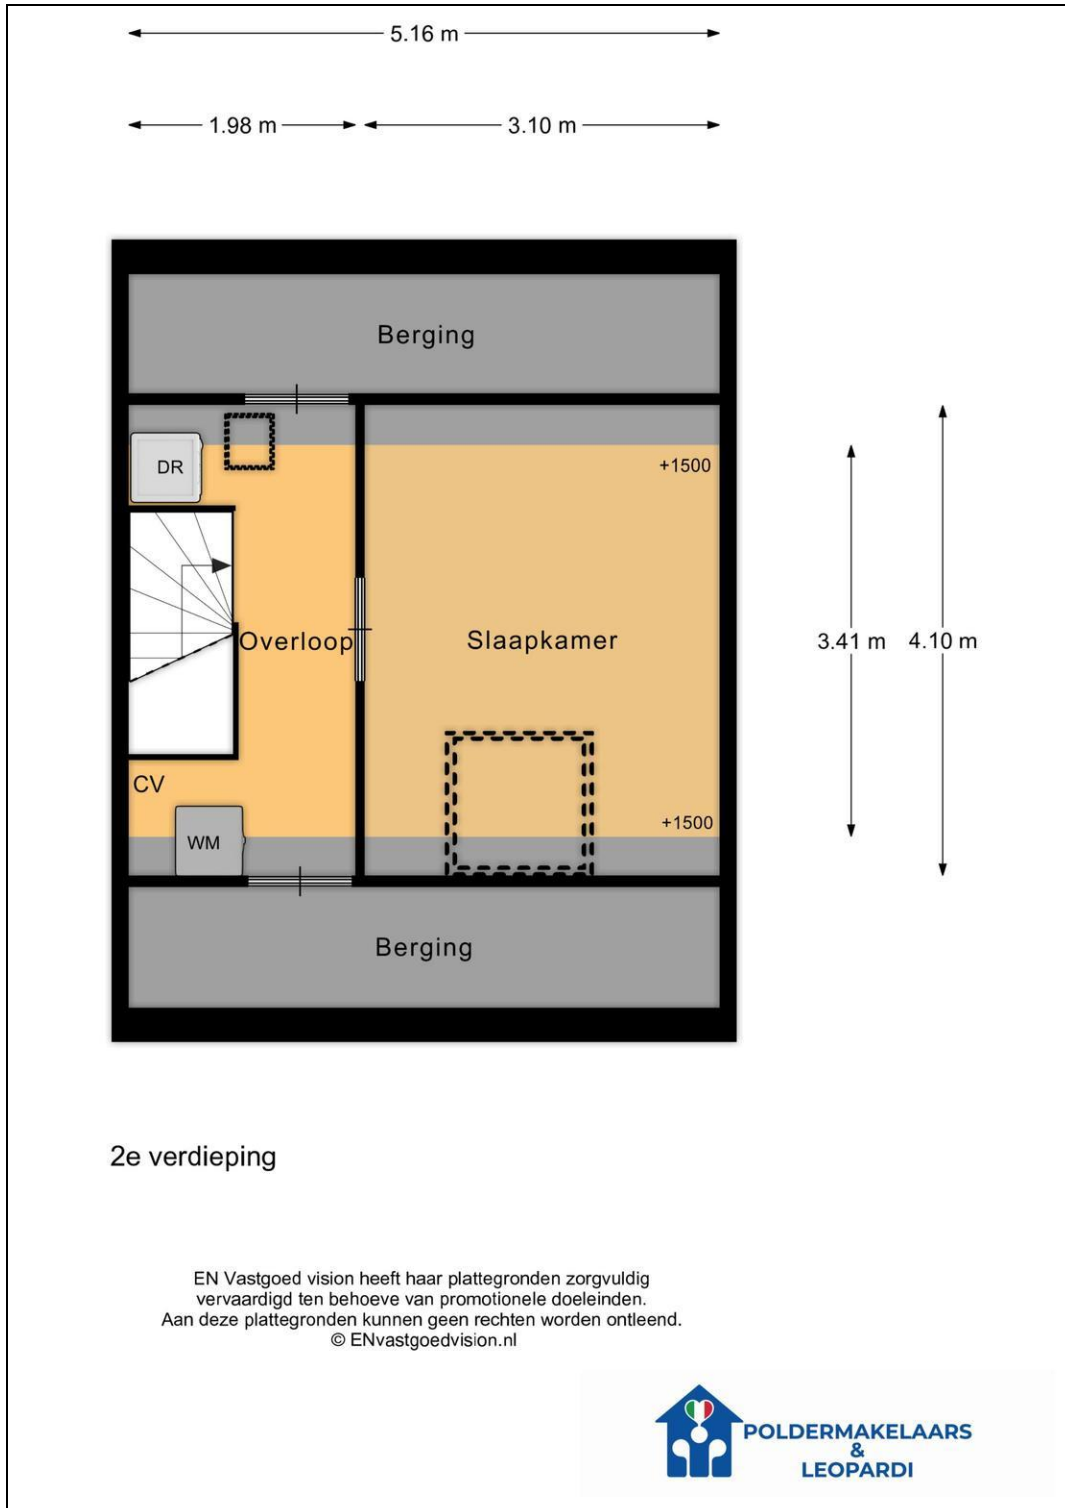 5.16 m
1.98 m
3.10 m
Berging
DR
+1500
Overloop
Slaapkamer
3.41 m
4.10 m
CV
+1500
WM
Berging
2e verdieping
EN Vastgoed vision heeft haar plattegronden zorgvuldig
vervaardigd ten behoeve van promotionele doeleinden.
Aan deze plattegronden kunnen geen rechten worden ontleend.
© ENvastgoedvision.nl
POLDERMAKELAARS
&
LEOPARDI